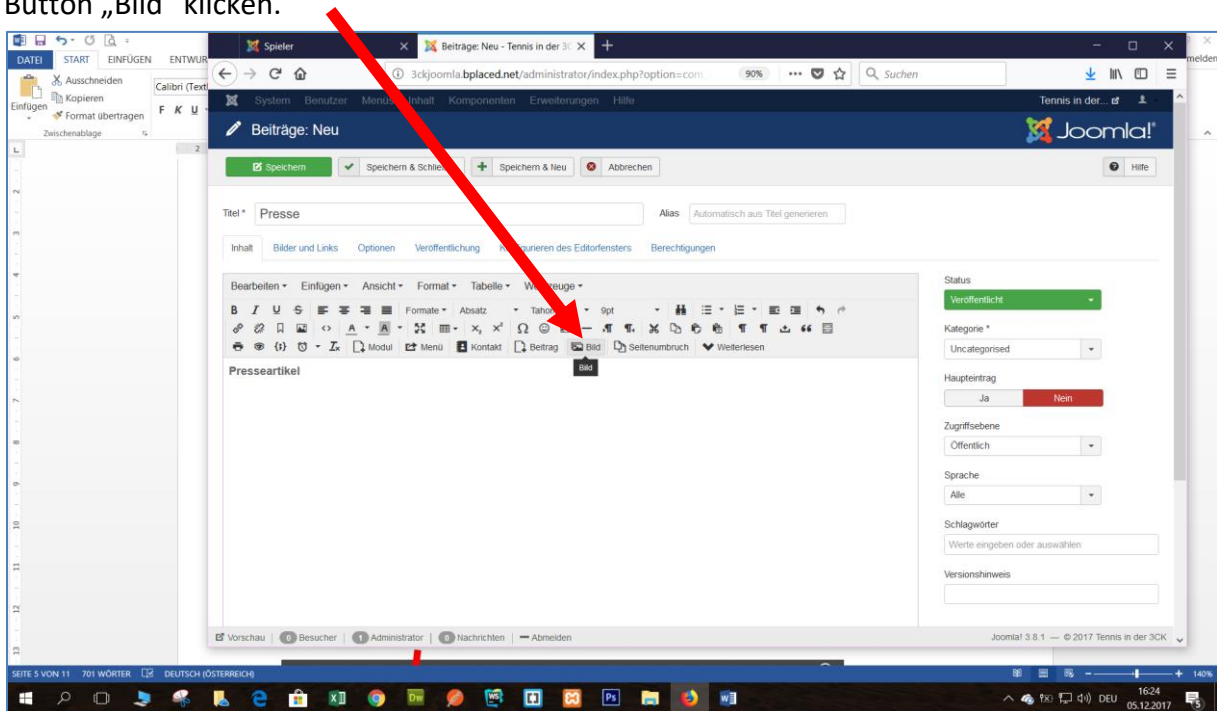 Button „Bild“ klicken.
Spieler
Beiträge: Neu - Tennis in der 3C
DATEI START EINFÜGEN ENTWUR
melden
Ausschneiden
Kopieren
Format übertragen
Einfügen
Zwischenablage
Calibri (Textl
F K U
3ckjoomla.bplaced.net/administrator/index.php?option=com
90%
Suchen
System Benutzer Menüs Inhalt Komponenten Erweiterungen Hilfe
Tennis in der...
Beiträge: Neu
Joomla!
Speichern
Speichern & Schließ
Speichern & Neu
Abbrechen
Hilfe
Titel * Presse
Alias Automatisch aus Titel generieren
Inhalt Bilder und Links Optionen Veröffentlichung Konfigurieren des Editorfensters Berechtigungen
Bearbeiten Einfügen Ansicht Format Tabelle Werkzeuge
B I U S Formate Absatz Tahoma 9pt
Modul Menü Kontakt Beitrag Bild Seitenumbruch Weiterlesen
Bild
Presseartikel
Status
Veröffentlicht
Kategorie *
Uncategorised
Haupteintrag
Ja Nein
Zugriffsebene
Öffentlich
Sprache
Alle
Schlagwörter
Werte eingeben oder auswählen
Versionshinweis
Vorschau 0 Besucher 1 Administrator 0 Nachrichten Abmelden
Joomla! 3.8.1 — © 2017 Tennis in der 3CK
SEITE 5 VON 11 701 WÖRTER DEUTSCH (ÖSTERREICH)
140%
DEU
16:24
05.12.2017